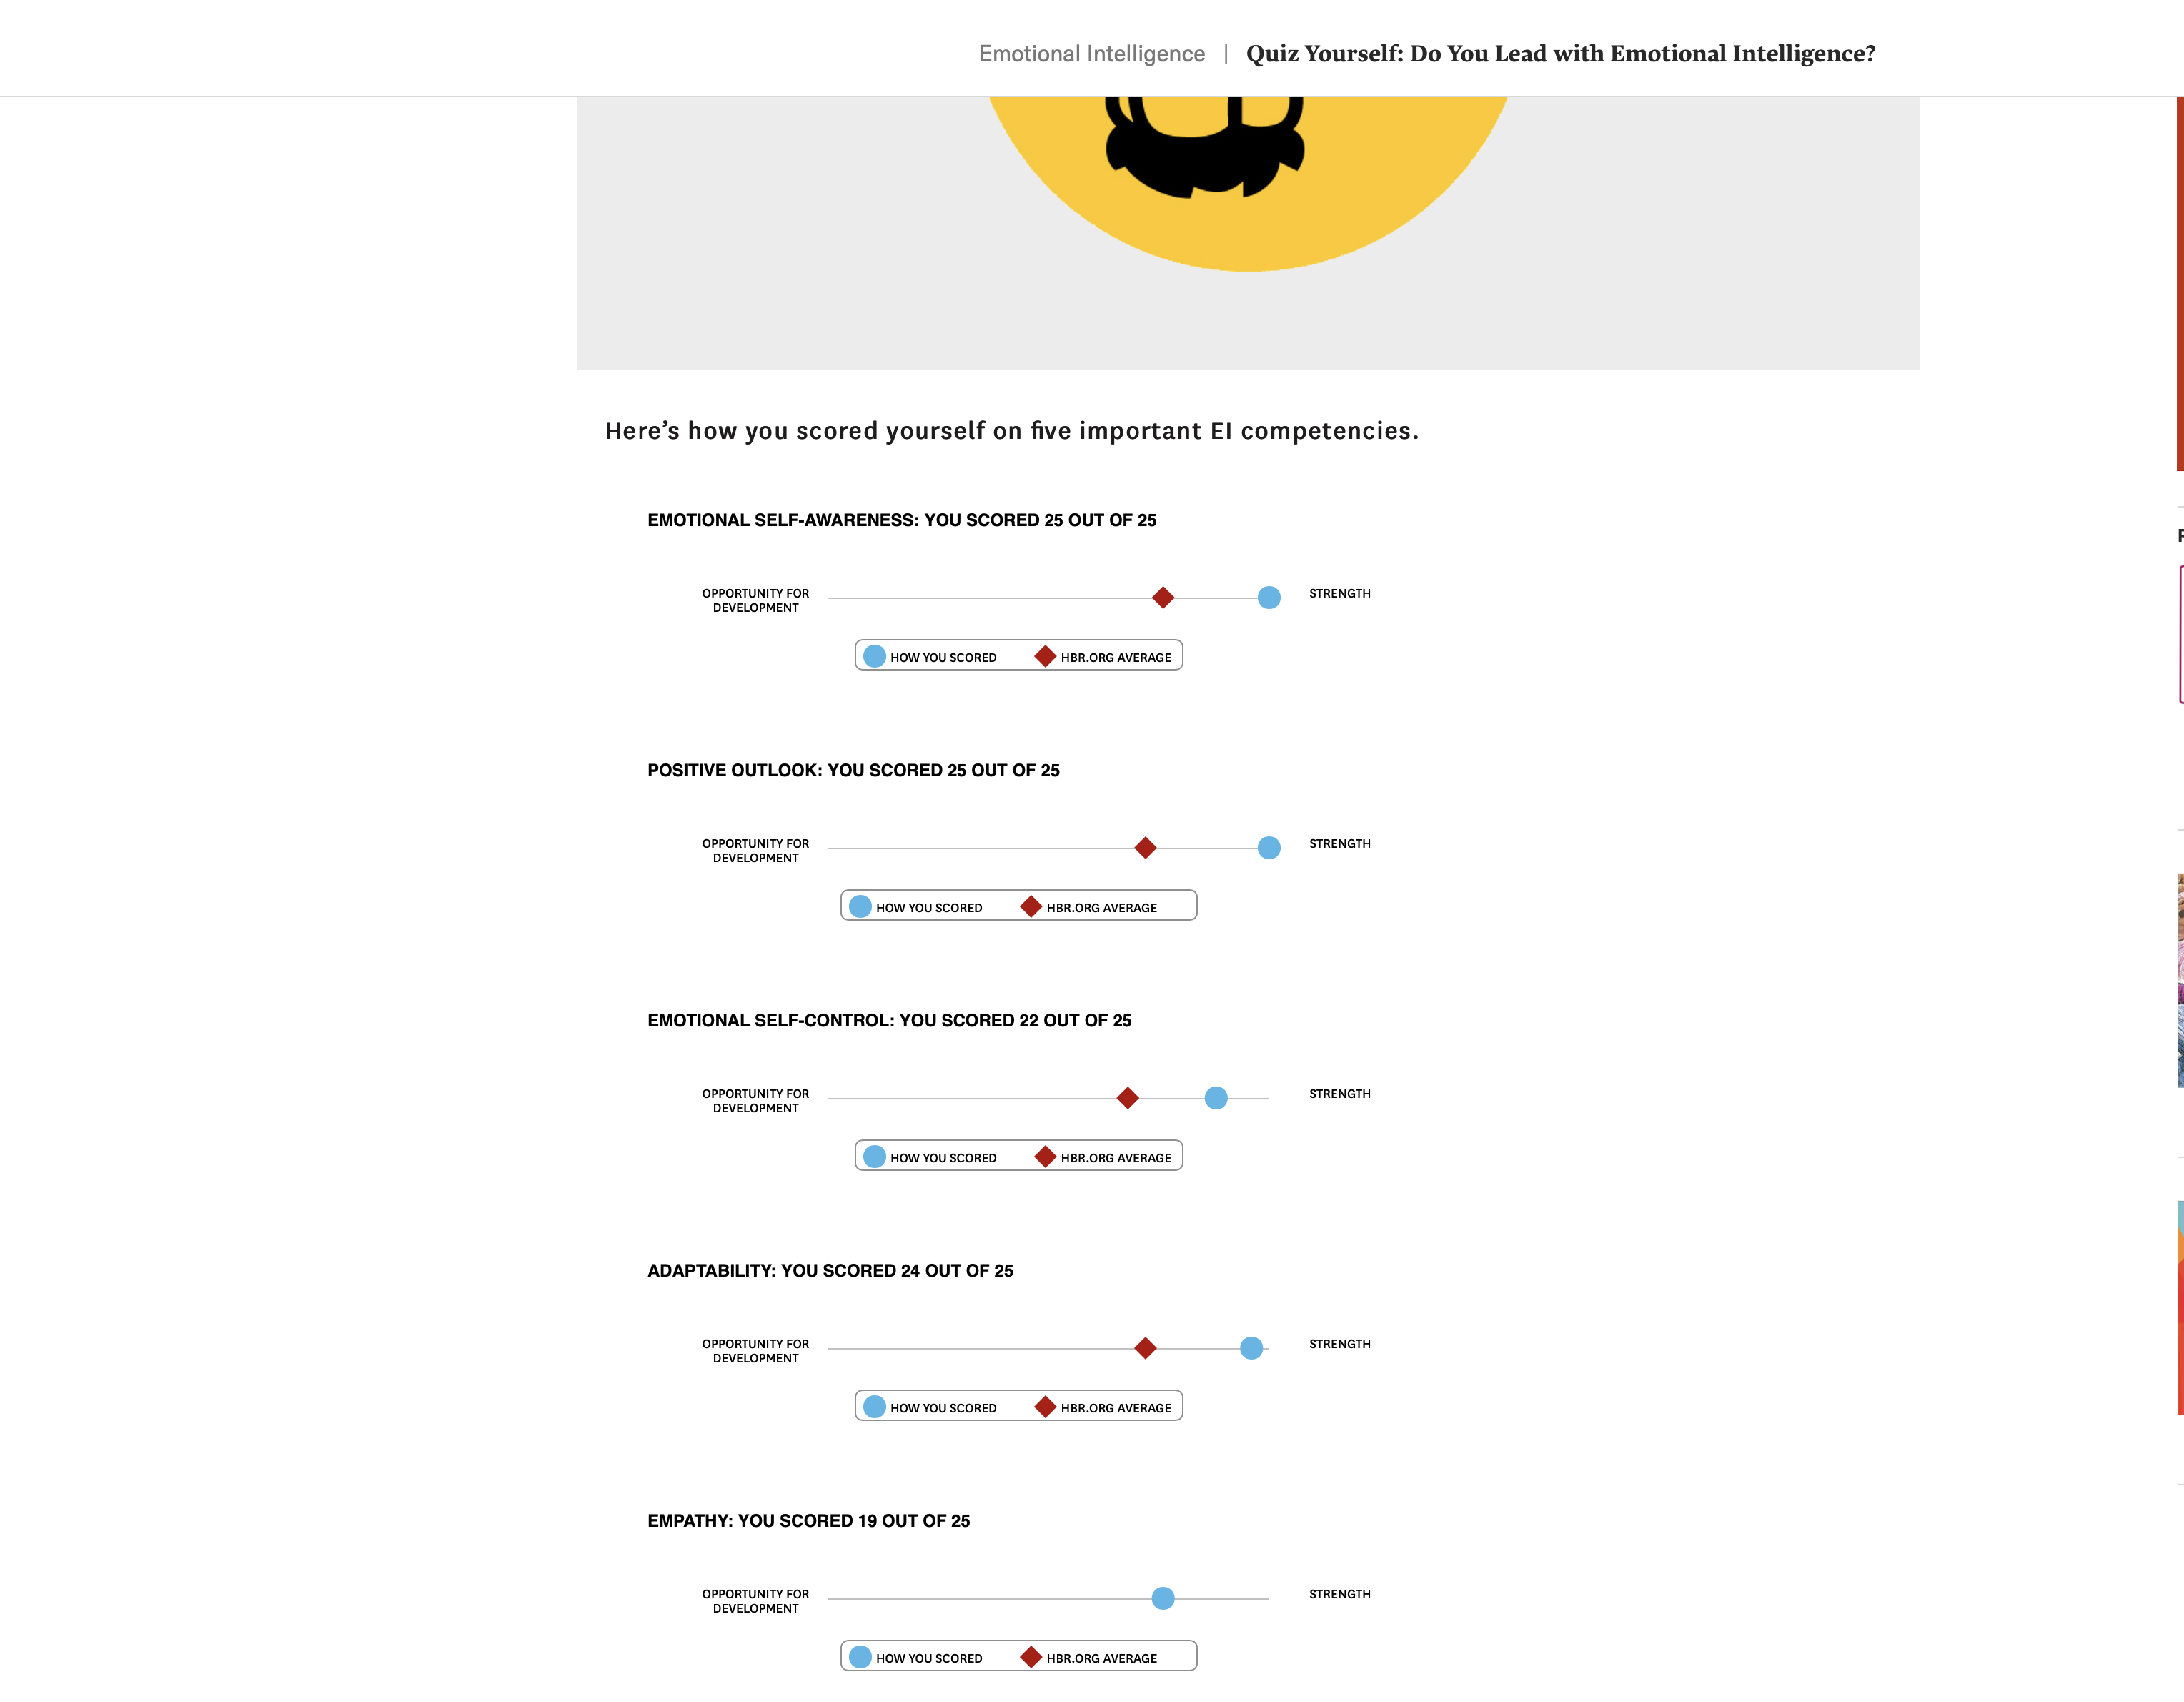 Emotional Intelligence | Quiz Yourself: Do You Lead with Emotional Intelligence?
Here’s how you scored yourself on five important EI competencies.
EMOTIONAL SELF-AWARENESS: YOU SCORED 25 OUT OF 25
OPPORTUNITY FOR
DEVELOPMENT
STRENGTH
HOW YOU SCORED
HBR.ORG AVERAGE
POSITIVE OUTLOOK: YOU SCORED 25 OUT OF 25
OPPORTUNITY FOR
DEVELOPMENT
STRENGTH
HOW YOU SCORED
HBR.ORG AVERAGE
EMOTIONAL SELF-CONTROL: YOU SCORED 22 OUT OF 25
OPPORTUNITY FOR
DEVELOPMENT
STRENGTH
HOW YOU SCORED
HBR.ORG AVERAGE
ADAPTABILITY: YOU SCORED 24 OUT OF 25
OPPORTUNITY FOR
DEVELOPMENT
STRENGTH
HOW YOU SCORED
HBR.ORG AVERAGE
EMPATHY: YOU SCORED 19 OUT OF 25
OPPORTUNITY FOR
DEVELOPMENT
STRENGTH
HOW YOU SCORED
HBR.ORG AVERAGE